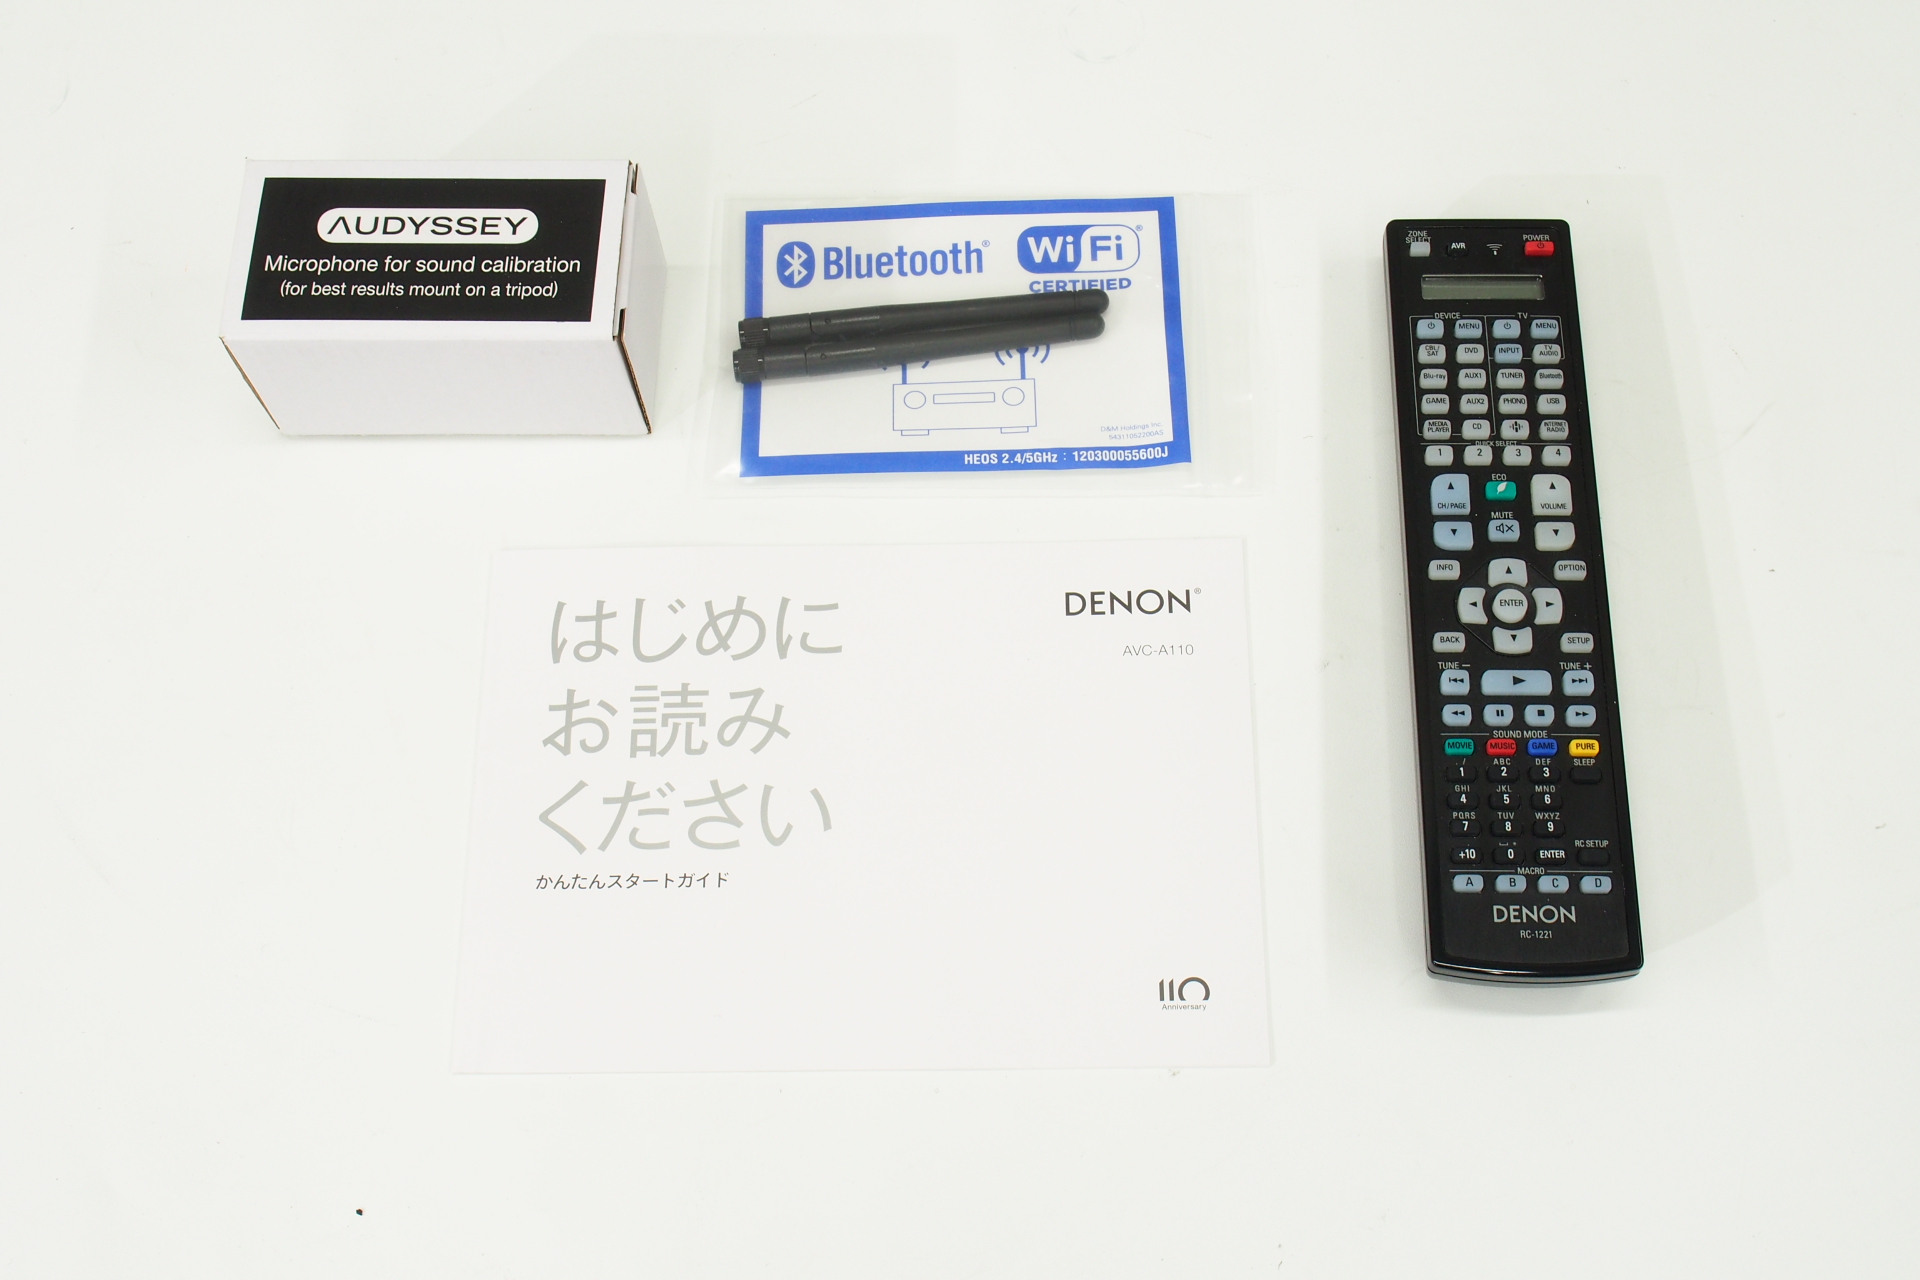 AUDYSSEY
Microphone for sound calibration
(for best results mount on a tripod)
Bluetooth®
Wi Fi®
CERTIFIED
D&M Holdings Inc.
54311052200AS
HEOS 2.4/5GHz : 120300055600J
はじめに
お読み
ください
かんたんスタートガイド
DENON®
AVC-A110
110
Anniversary
ZONE SELECT AVR POWER
DEVICE TV
MENU MENU
CBL/SAT DVD INPUT TV AUDIO
Blu-ray AUX1 TUNER Bluetooth
GAME AUX2 PHONO USB
MEDIA PLAYER CD INTERNET RADIO
QUICK SELECT
1 2 3 4
ECO
CH/PAGE VOLUME
MUTE
INFO OPTION
ENTER
BACK SETUP
TUNE − TUNE +
SOUND MODE
MOVIE MUSIC GAME PURE
. / ABC DEF SLEEP
1 2 3
GHI JKL MNO
4 5 6
PQRS TUV WXYZ
7 8 9
RC SETUP
+10 0 ENTER
MACRO
A B C D
DENON
RC-1221